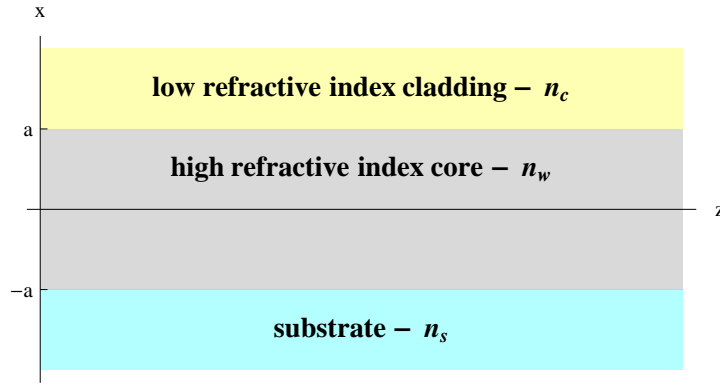 x
low refractive index cladding − n_c
a
high refractive index core − n_w
z
−a
substrate − n_s